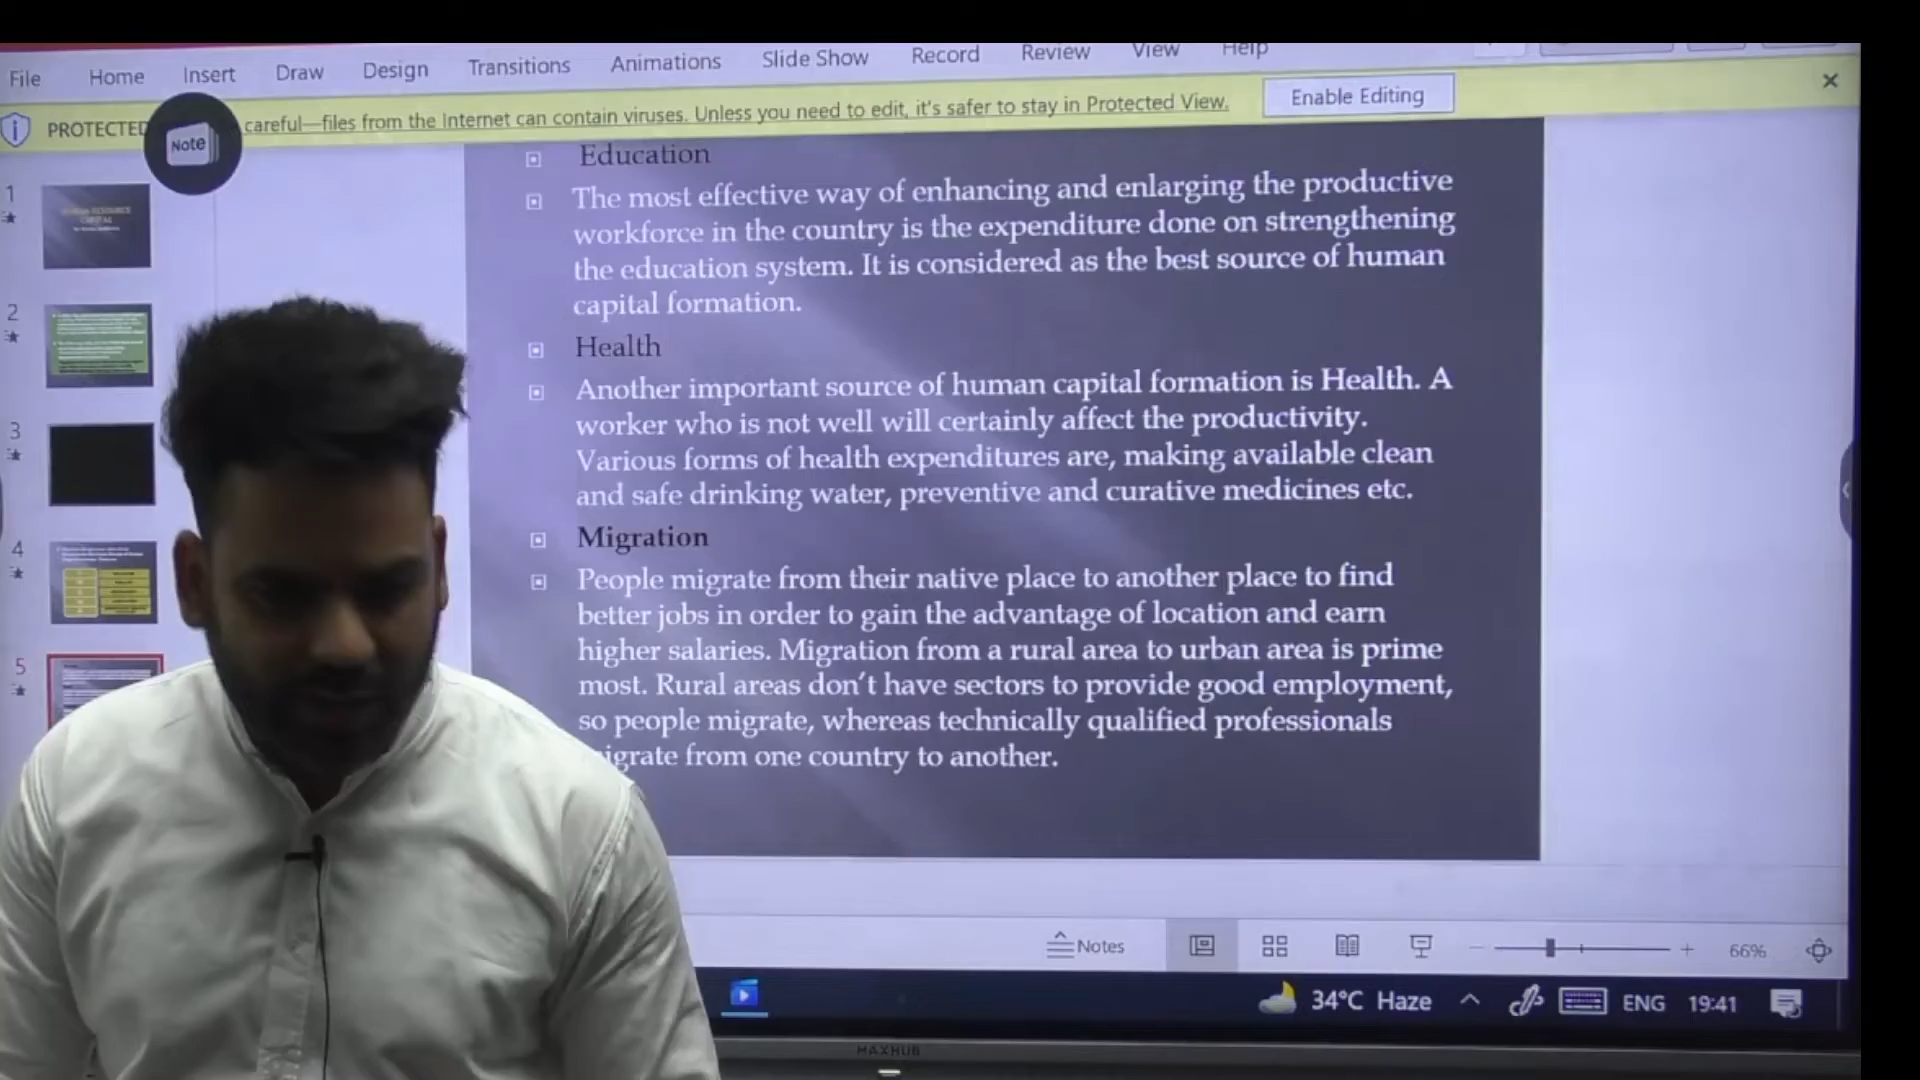 File Home Insert Draw Design Transitions Animations Slide Show Record Review View Help
PROTECTED careful—files from the Internet can contain viruses. Unless you need to edit, it's safer to stay in Protected View. Enable Editing
Note
1
2
3
4
5
Education
The most effective way of enhancing and enlarging the productive
workforce in the country is the expenditure done on strengthening
the education system. It is considered as the best source of human
capital formation.
Health
Another important source of human capital formation is Health. A
worker who is not well will certainly affect the productivity.
Various forms of health expenditures are, making available clean
and safe drinking water, preventive and curative medicines etc.
Migration
People migrate from their native place to another place to find
better jobs in order to gain the advantage of location and earn
higher salaries. Migration from a rural area to urban area is prime
most. Rural areas don't have sectors to provide good employment,
so people migrate, whereas technically qualified professionals
igrate from one country to another.
Notes 66%
34°C Haze ENG 19:41
MAXHUB